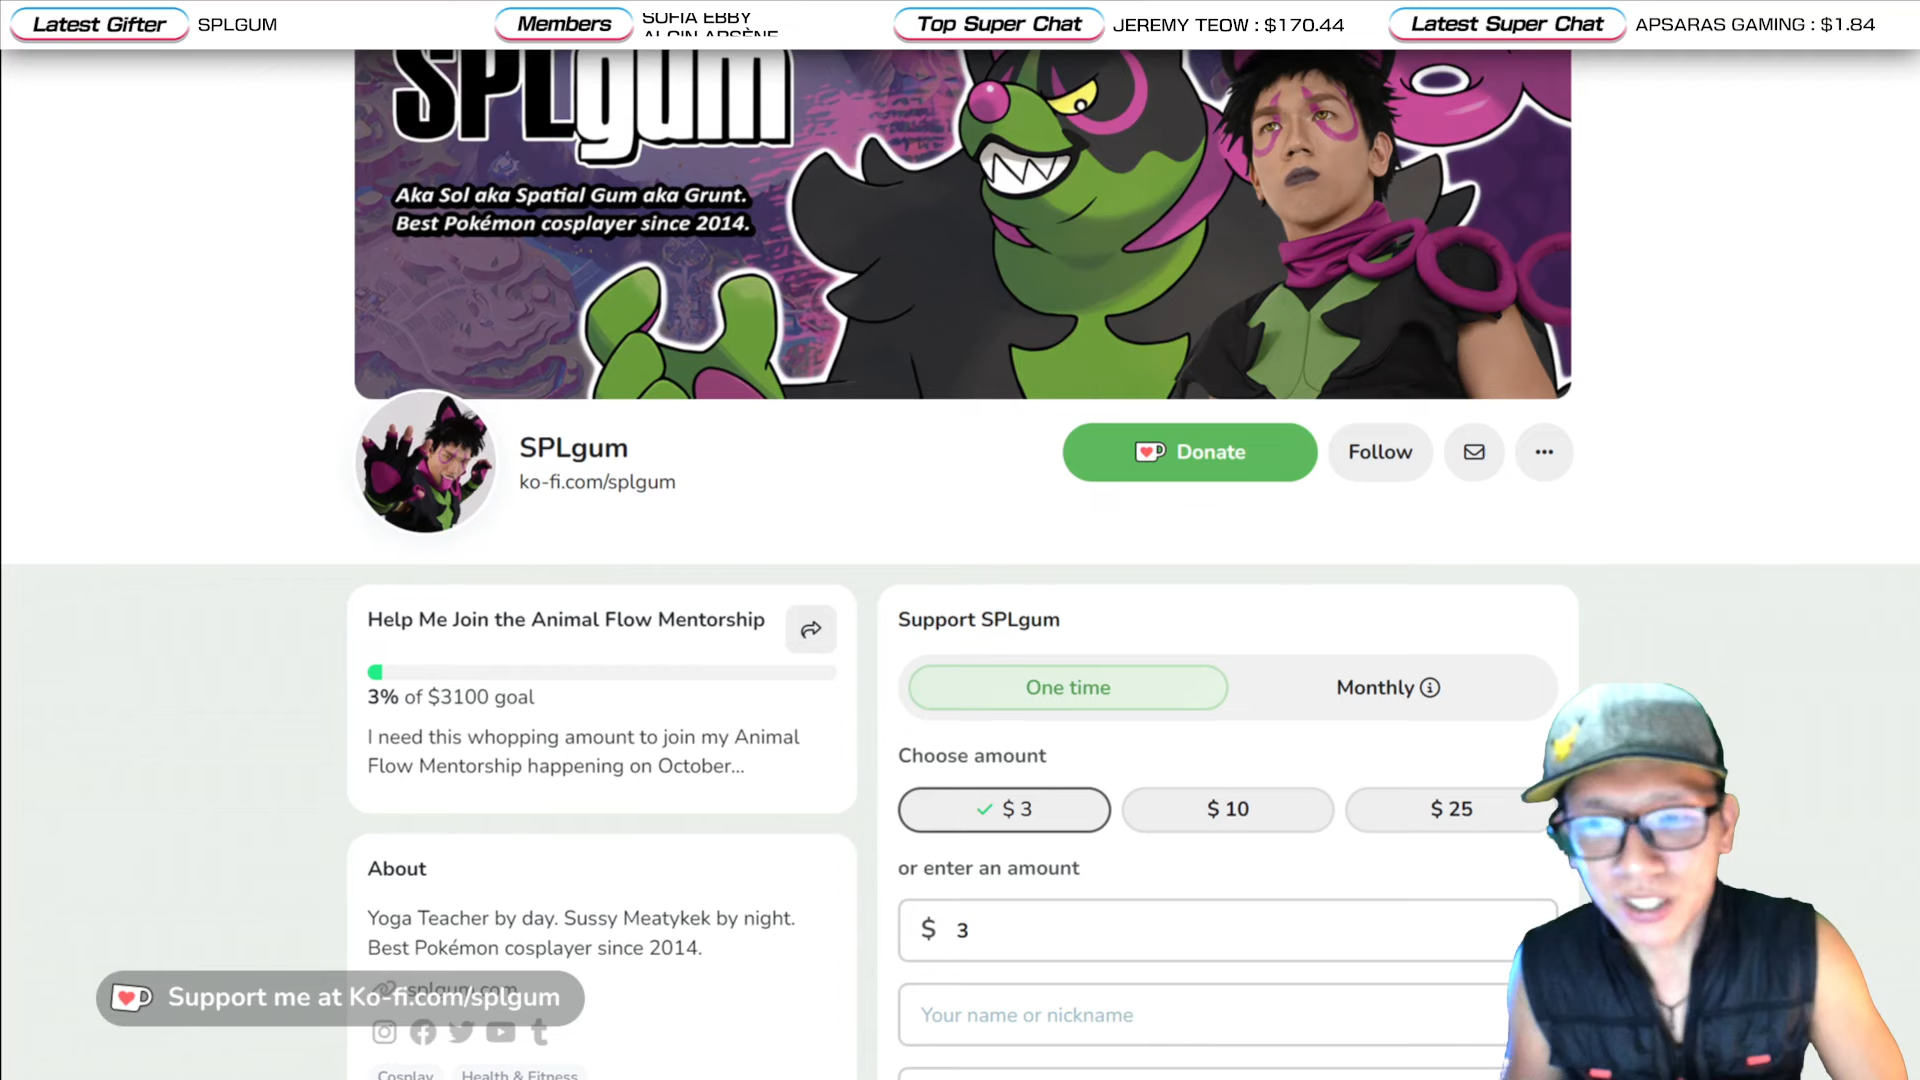 Latest Gifter SPLGUM
Members SOFIA EBBY
ALCIN ARSÈNE
Top Super Chat JEREMY TEOW : $170.44
Latest Super Chat APSARAS GAMING : $1.84
SPLgum
Aka Sol aka Spatial Gum aka Grunt.
Best Pokémon cosplayer since 2014.
SPLgum
ko-fi.com/splgum
Donate
Follow
Help Me Join the Animal Flow Mentorship
3% of $3100 goal
I need this whopping amount to join my Animal
Flow Mentorship happening on October...
About
Yoga Teacher by day. Sussy Meatykek by night.
Best Pokémon cosplayer since 2014.
splgum.com
Support me at Ko-fi.com/splgum
Cosplay
Health & Fitness
Support SPLgum
One time
Monthly
Choose amount
$ 3
$ 10
$ 25
or enter an amount
$ 3
Your name or nickname